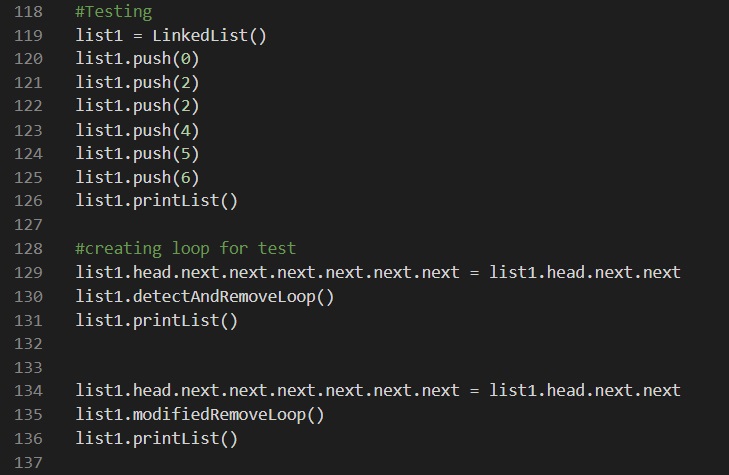 118 #Testing
119 list1 = LinkedList()
120 list1.push(0)
121 list1.push(2)
122 list1.push(2)
123 list1.push(4)
124 list1.push(5)
125 list1.push(6)
126 list1.printList()
127
128 #creating loop for test
129 list1.head.next.next.next.next.next.next = list1.head.next.next
130 list1.detectAndRemoveLoop()
131 list1.printList()
132
133
134 list1.head.next.next.next.next.next.next = list1.head.next.next
135 list1.modifiedRemoveLoop()
136 list1.printList()
137